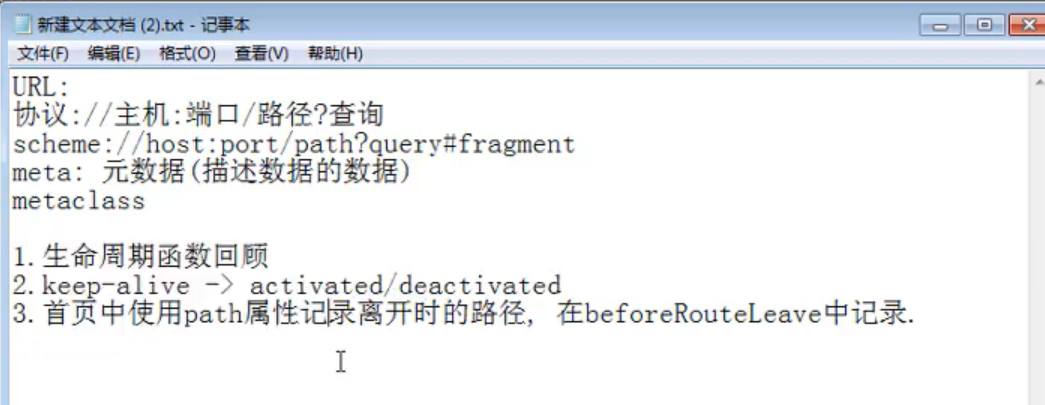 新建文本文档 (2).txt - 记事本
文件(F) 编辑(E) 格式(O) 查看(V) 帮助(H)
URL:
协议://主机:端口/路径?查询
scheme://host:port/path?query#fragment
meta: 元数据(描述数据的数据)
metaclass
1.生命周期函数回顾
2.keep-alive -> activated/deactivated
3.首页中使用path属性记录离开时的路径, 在beforeRouteLeave中记录.